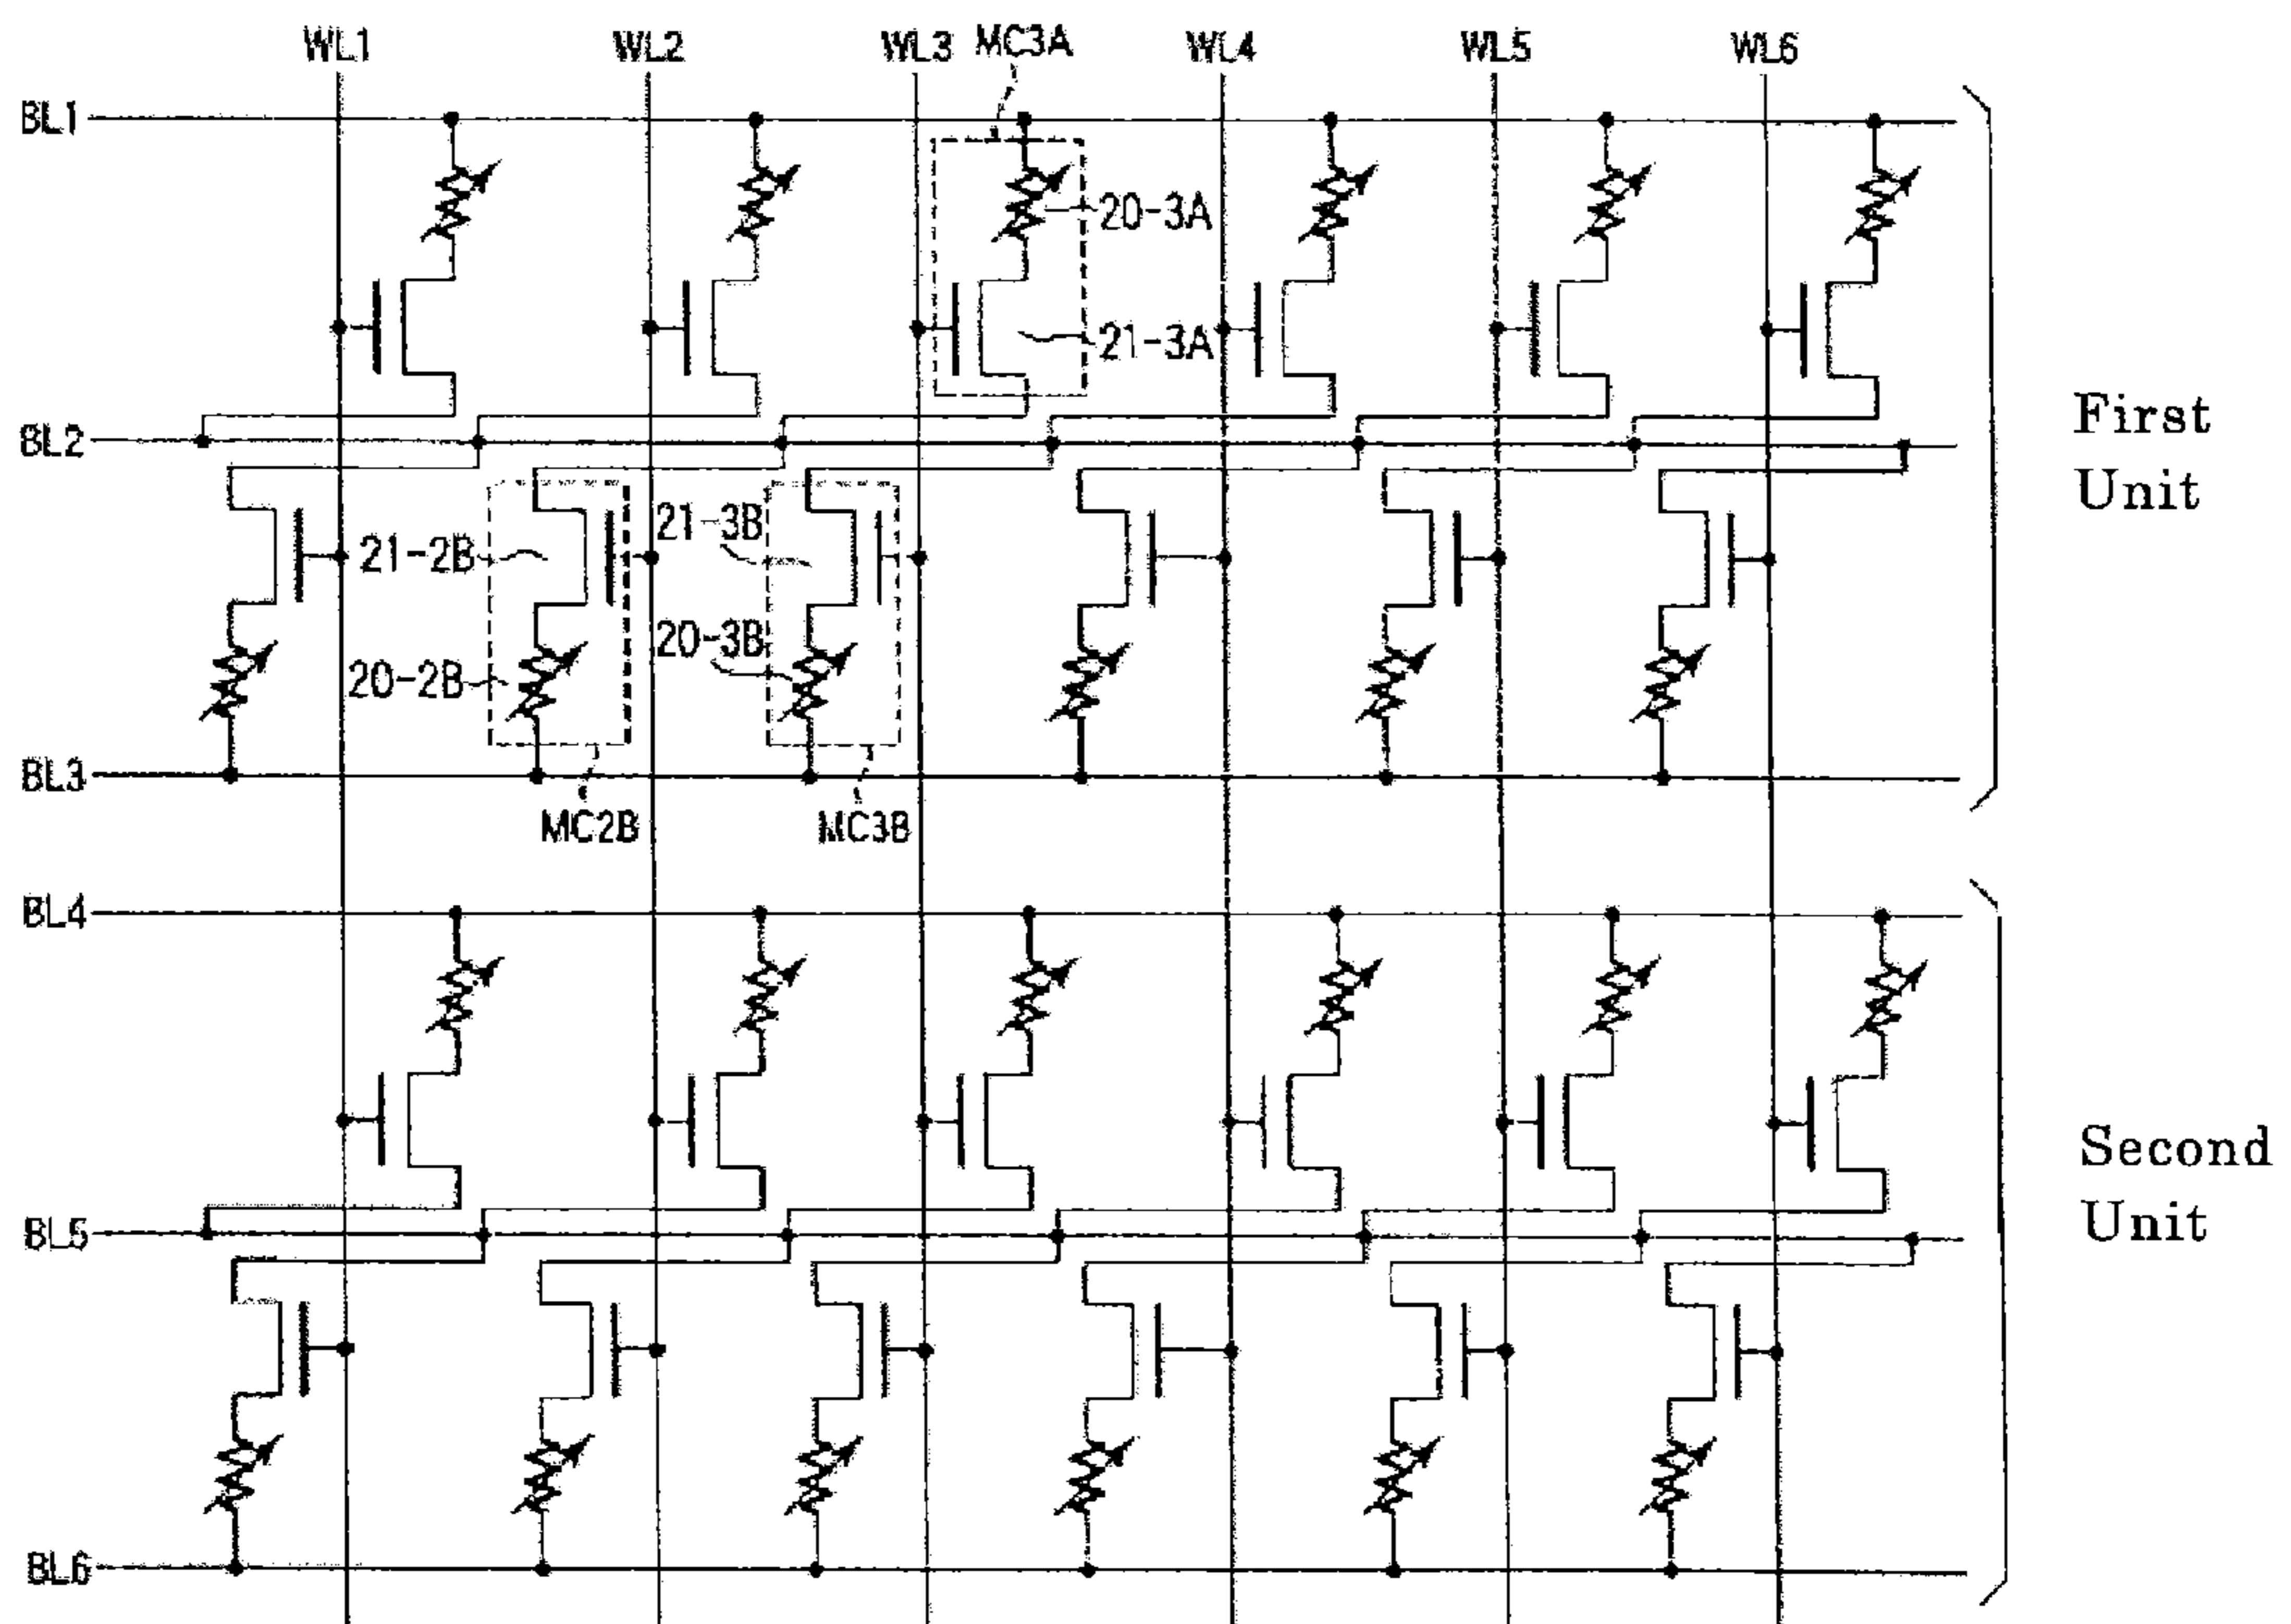 WL1 WL2 WL3 MC3A WL4 WL5 WL6
BL1
20-3A
21-3A
First
Unit
BL2
21-2B
21-3B
20-2B
20-3B
BL3
MC2B
MC3B
BL4
Second
Unit
BL5
BL6